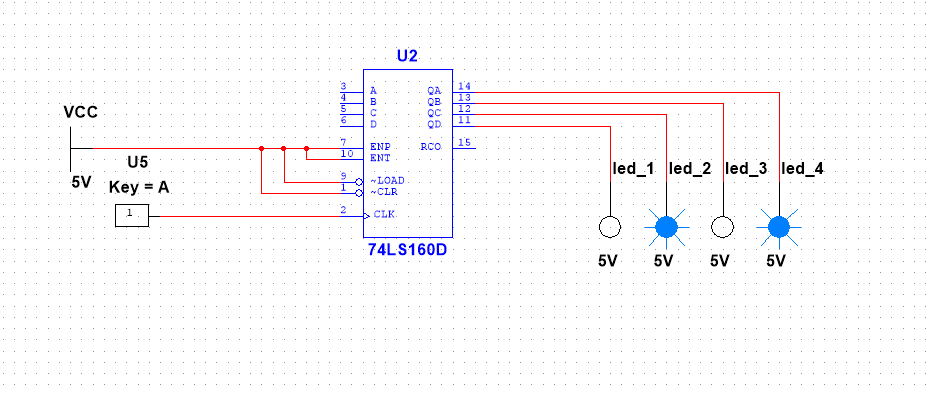 U2
VCC
5V
U5
Key = A
1
3 A QA 14
4 B QB 13
5 C QC 12
6 D QD 11
7 ENP RCO 15
10 ENT
9 ~LOAD
1 ~CLR
2 CLK
74LS160D
led_1 led_2 led_3 led_4
5V 5V 5V 5V